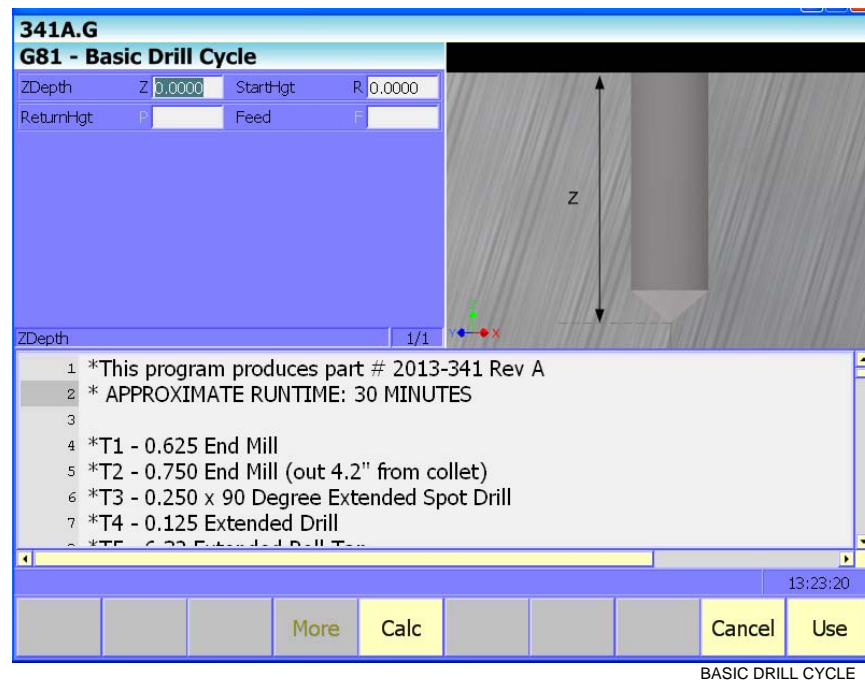 341A.G
G81 - Basic Drill Cycle
ZDepth Z 0.0000 StartHgt R 0.0000
ReturnHgt P Feed F
Z
Z
Y X
ZDepth 1/1
1 *This program produces part # 2013-341 Rev A
2 * APPROXIMATE RUNTIME: 30 MINUTES
3
4 *T1 - 0.625 End Mill
5 *T2 - 0.750 End Mill (out 4.2" from collet)
6 *T3 - 0.250 x 90 Degree Extended Spot Drill
7 *T4 - 0.125 Extended Drill
13:23:20
More Calc Cancel Use
BASIC DRILL CYCLE